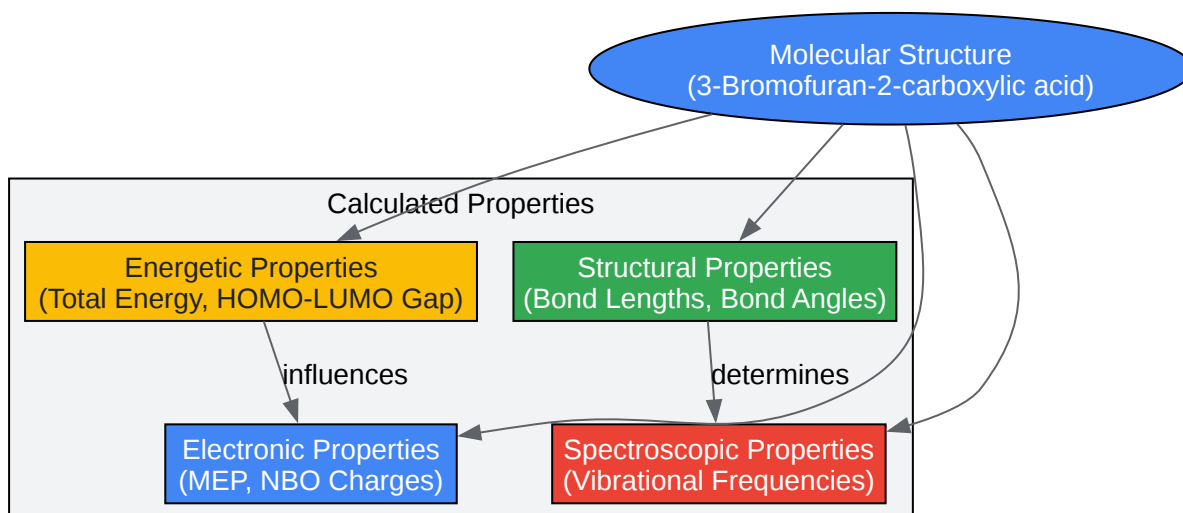 Molecular Structure
(3-Bromofuran-2-carboxylic acid)
Calculated Properties
Energetic Properties
(Total Energy, HOMO-LUMO Gap)
Structural Properties
(Bond Lengths, Bond Angles)
influences
determines
Electronic Properties
(MEP, NBO Charges)
Spectroscopic Properties
(Vibrational Frequencies)